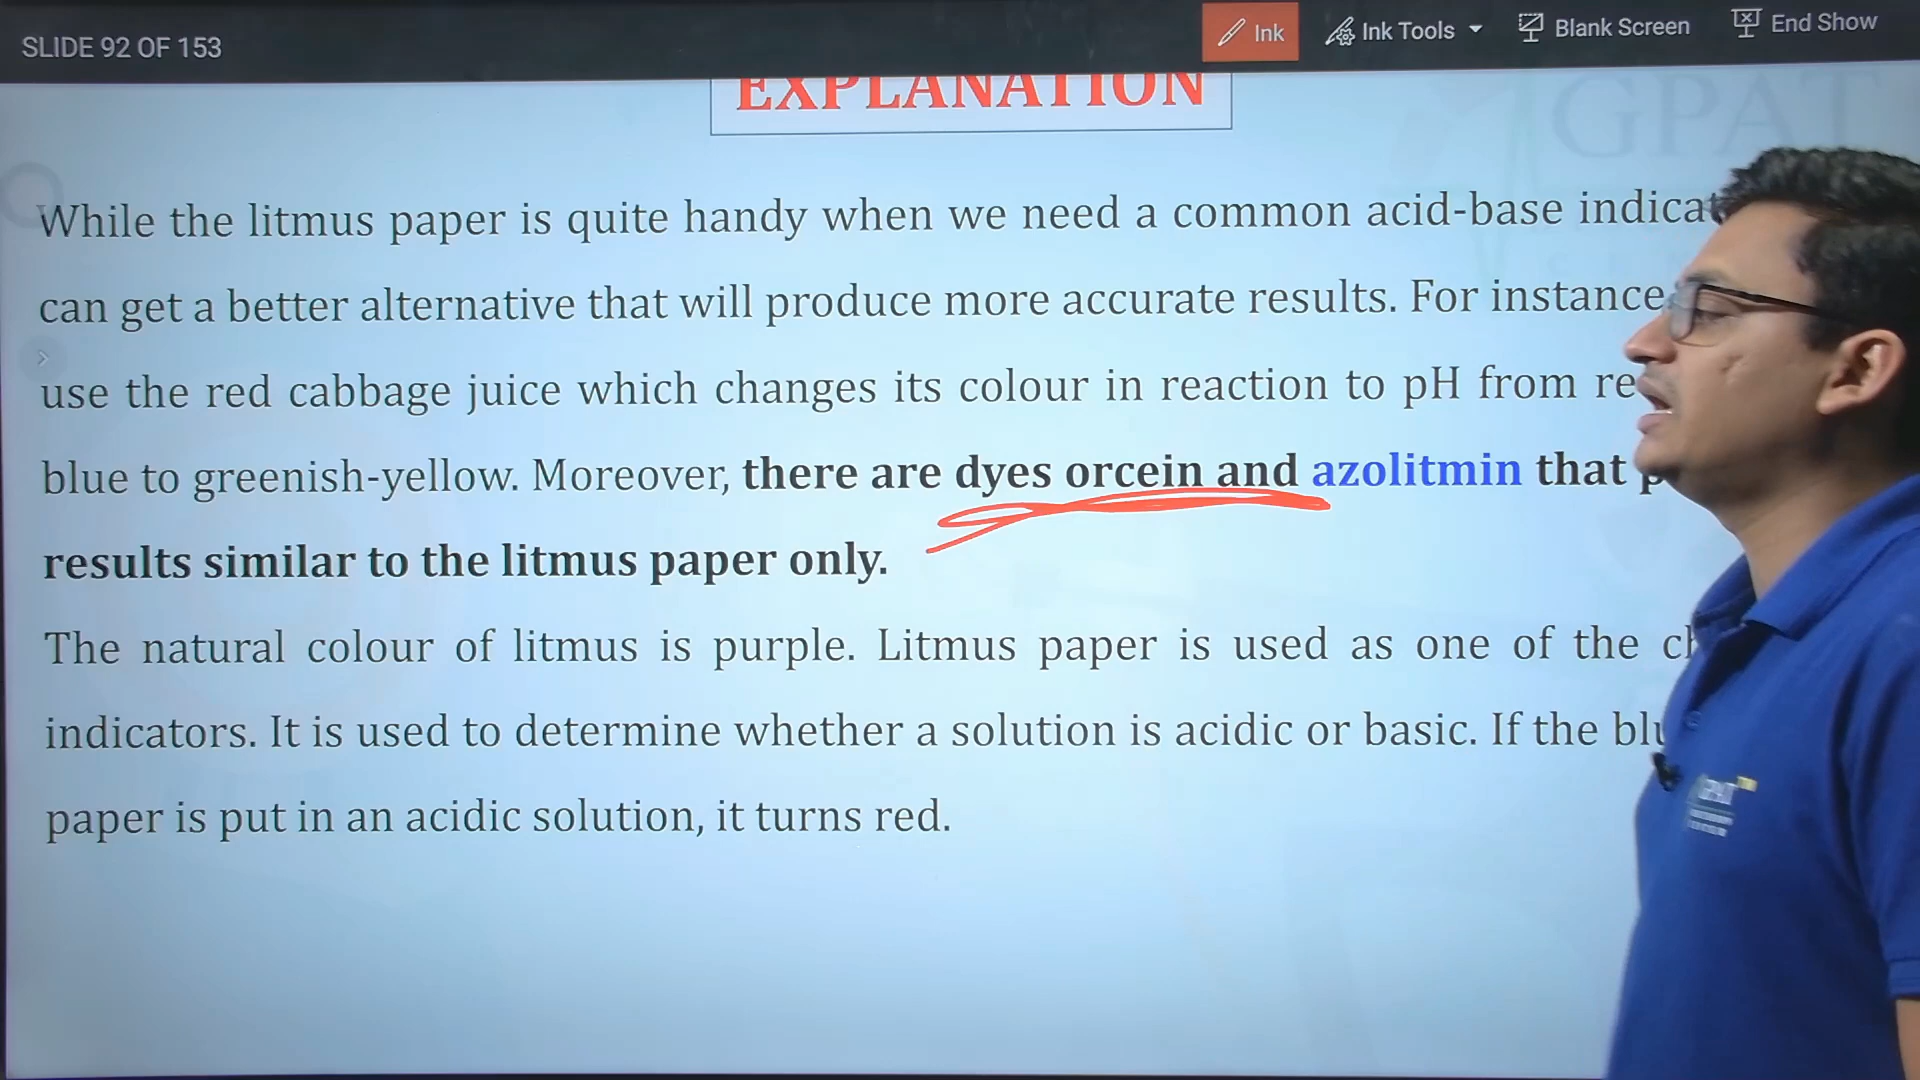 SLIDE 92 OF 153
Ink
Ink Tools
Blank Screen
End Show
EXPLANATION
GPAT
While the litmus paper is quite handy when we need a common acid-base
can get a better alternative that will produce more accurate results. For instance
use the red cabbage juice which changes its colour in reaction to pH from
blue to greenish-yellow. Moreover, there are dyes orcein and azolitmin that
results similar to the litmus paper only.
The natural colour of litmus is purple. Litmus paper is used as one of the
indicators. It is used to determine whether a solution is acidic or basic. If the
paper is put in an acidic solution, it turns red.
GPAT